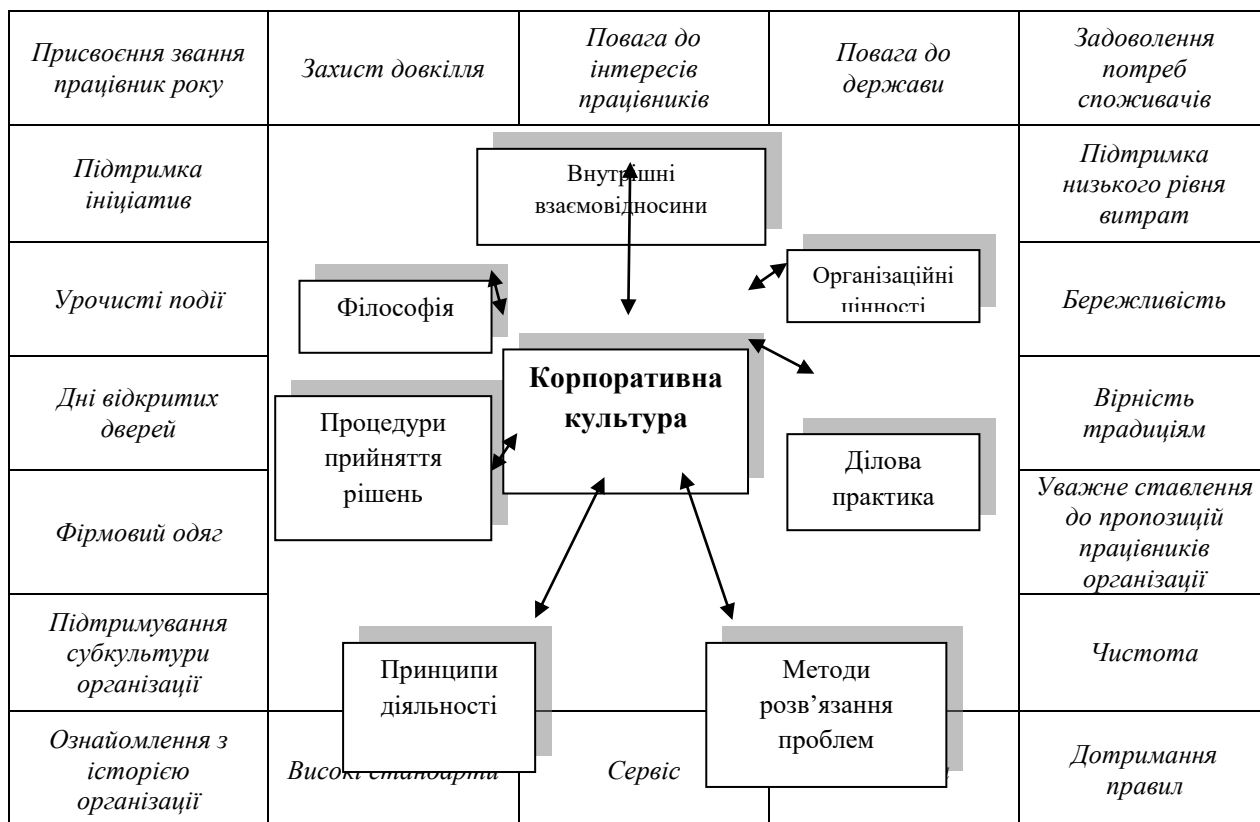 Присвоєння звання
працівник року
Захист довкілля
Повага до
інтересів
працівників
Повага до
держави
Задоволення
потреб
споживачів
Підтримка
ініціатив
Внутрішні
взаємовідносини
Підтримка
низького рівня
витрат
Урочисті події
Філософія
Організаційні
цінності
Бережливість
Дні відкритих
дверей
Процедури
прийняття
рішень
Корпоративна
культура
Ділова
практика
Вірність
традиціям
Фірмовий одяг
Уважне ставлення
до пропозицій
працівників
організації
Підтримування
субкультури
організації
Принципи
діяльності
Методи
розв’язання
проблем
Чистота
Ознайомлення з
історією
організації
Високі стандарти
Сервіс
Дотримання
правил